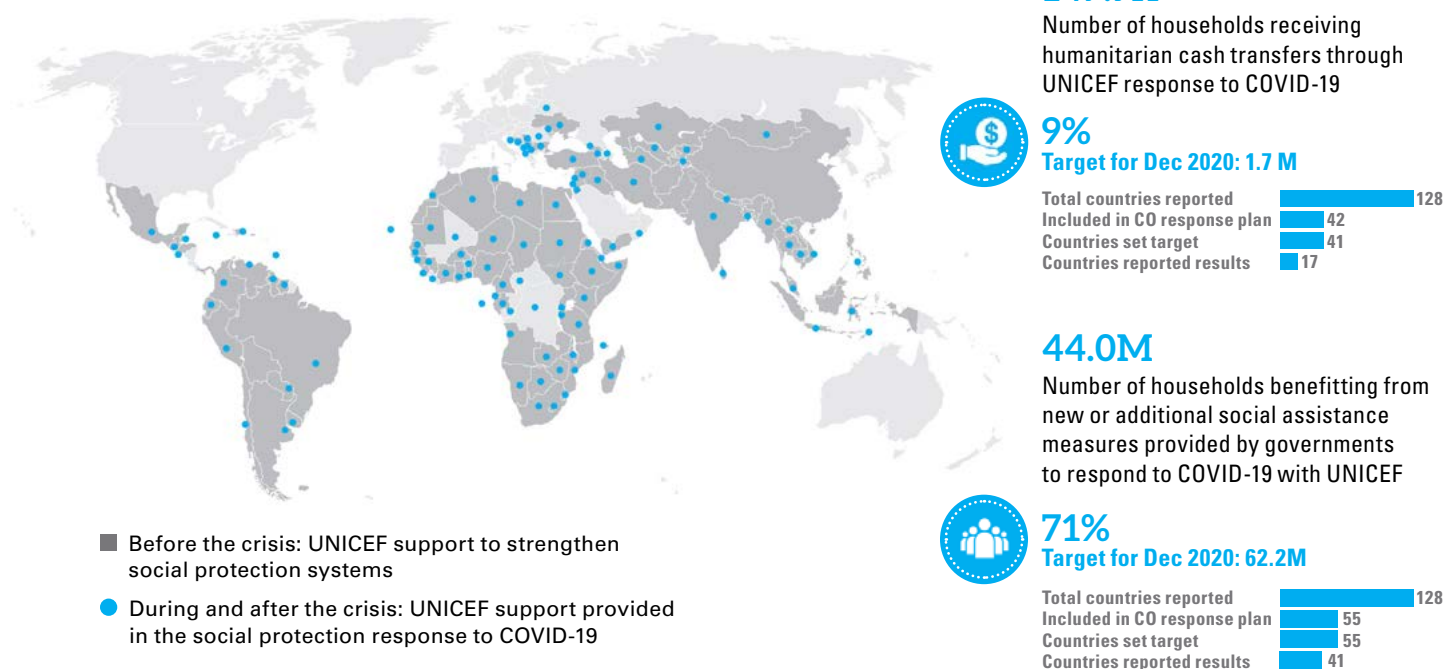 Number of households receiving
humanitarian cash transfers through
UNICEF response to COVID-19
$
9%
Target for Dec 2020: 1.7 M
Total countries reported 128
Included in CO response plan 42
Countries set target 41
Countries reported results 17
44.0M
Number of households benefitting from
new or additional social assistance
measures provided by governments
to respond to COVID-19 with UNICEF
71%
Target for Dec 2020: 62.2M
Total countries reported 128
Included in CO response plan 55
Countries set target 55
Countries reported results 41
Before the crisis: UNICEF support to strengthen
social protection systems
During and after the crisis: UNICEF support provided
in the social protection response to COVID-19